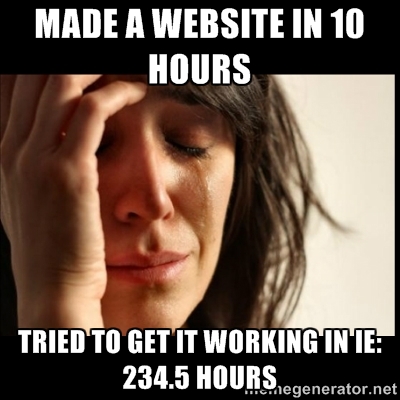 MADE A WEBSITE IN 10
HOURS
TRIED TO GET IT WORKING IN IE:
234.5 HOURS
memegenerator.net